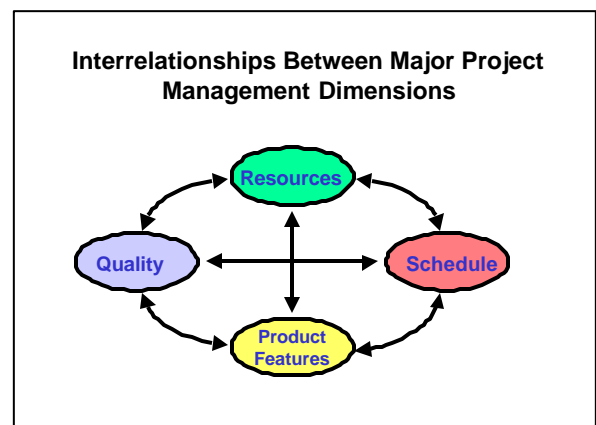 Interrelationships Between Major Project
Management Dimensions
Resources
Quality
Schedule
Product
Features